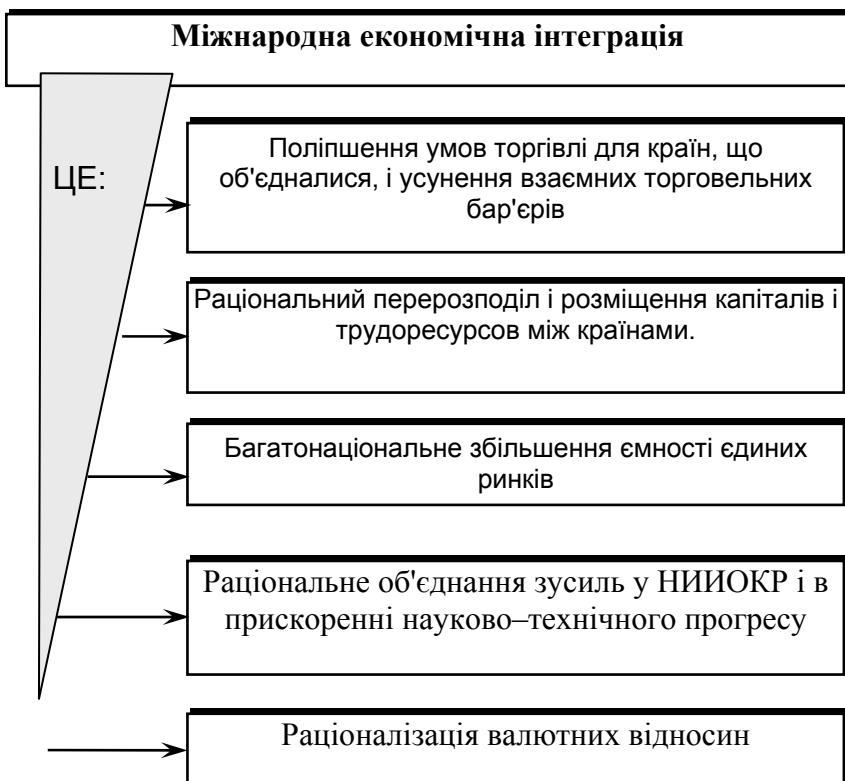 Міжнародна економічна інтеграція
ЦЕ:
Поліпшення умов торгівлі для країн, що
об'єдналися, і усунення взаємних торговельних
бар'єрів
Раціональний перерозподіл і розміщення капіталів і
трудоресурсов між країнами.
Багатонаціональне збільшення ємності єдиних
ринків
Раціональне об'єднання зусиль у НИИОКР і в
прискоренні науково–технічного прогресу
Раціоналізація валютних відносин